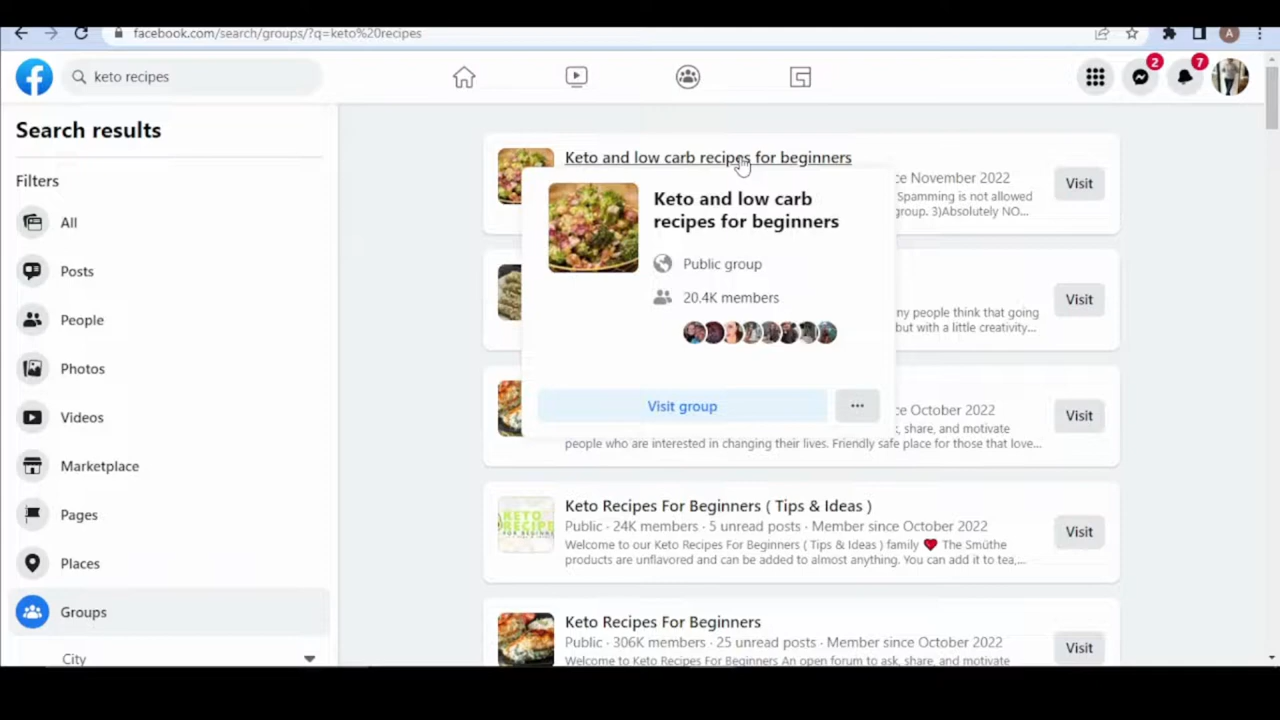 facebook.com/search/groups/?q=keto%20recipes
A
keto recipes
2
7
Search results
Filters
All
Posts
People
Photos
Videos
Marketplace
Pages
Places
Groups
City
Keto and low carb recipes for beginners
ce November 2022
Spamming is not allowed
group. 3)Absolutely NO...
Visit
Keto and low carb
recipes for beginners
Public group
20.4K members
Visit group
ny people think that going
but with a little creativity...
Visit
ce October 2022
, share, and motivate
people who are interested in changing their lives. Friendly safe place for those that love...
Visit
KETO
RECIPE
FOR BEGINNE
Keto Recipes For Beginners ( Tips & Ideas )
Public · 24K members · 5 unread posts · Member since October 2022
Welcome to our Keto Recipes For Beginners ( Tips & Ideas ) family ❤ The Smüthe
products are unflavored and can be added to almost anything. You can add it to tea,...
Visit
Keto Recipes For Beginners
Public · 306K members · 25 unread posts · Member since October 2022
Welcome to Keto Recipes For Beginners An open forum to ask, share, and motivate
Visit